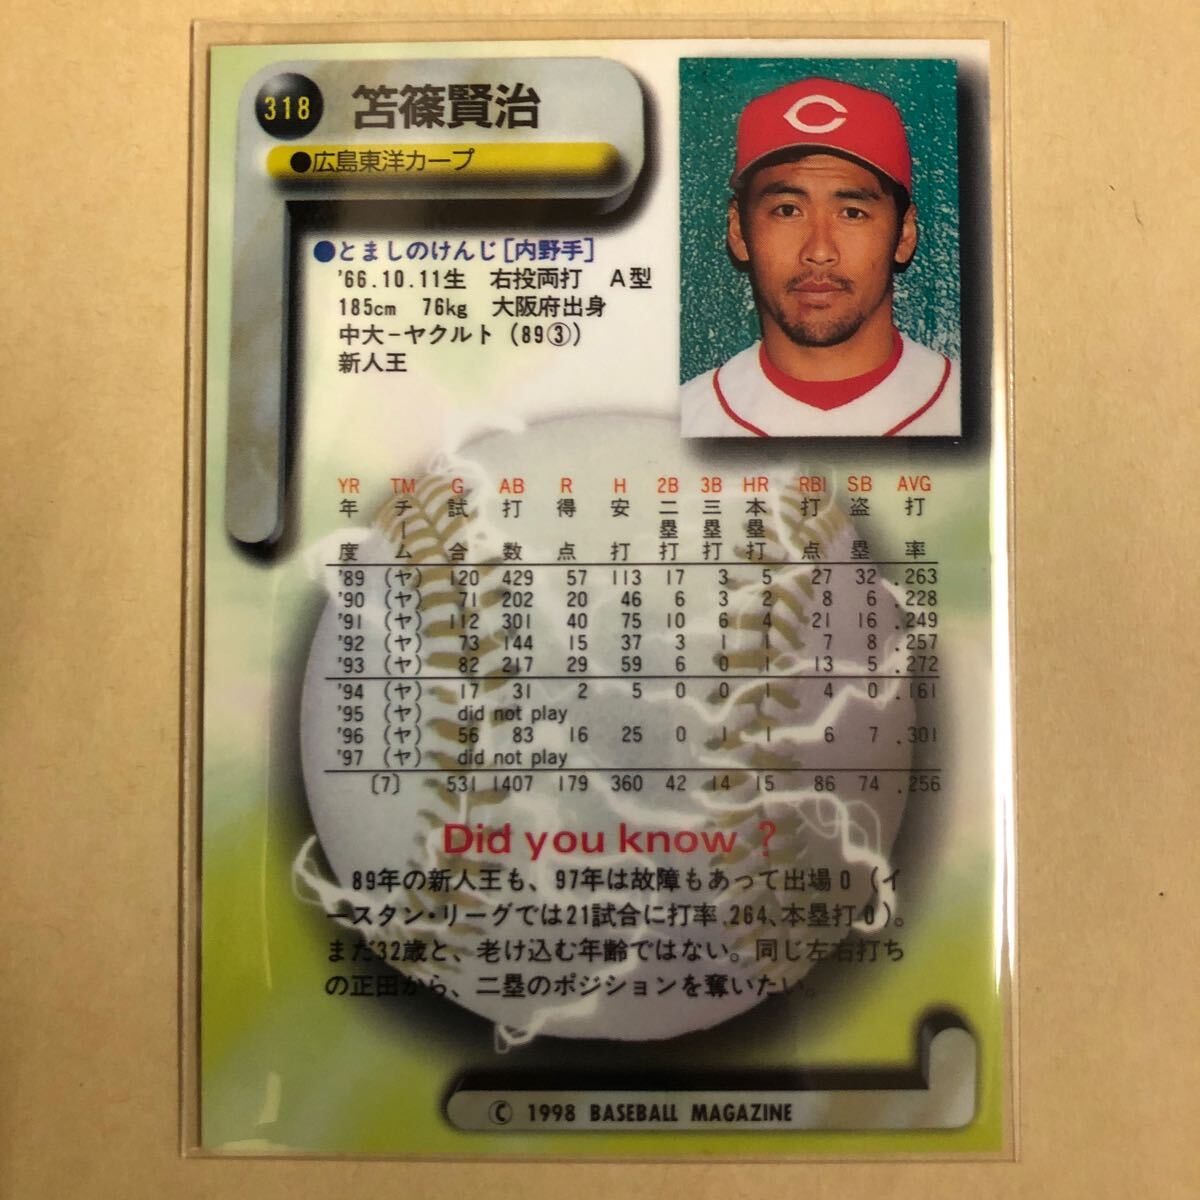 318 笘篠賢治
●広島東洋カープ
●とましのけんじ[内野手]
'66.10.11生 右投両打 A型
185cm 76kg 大阪府出身
中大-ヤクルト(89③)
新人王
C
YR TM G AB R H 2B 3B HR RBI SB AVG
年度 チーム 試合 打数 得点 安打 二塁打 三塁打 本塁打 打点 盗塁 打率
'89 (ヤ) 120 429 57 113 17 3 5 27 32 .263
'90 (ヤ) 71 202 20 46 6 3 2 8 6 .228
'91 (ヤ) 112 301 40 75 10 6 4 21 16 .249
'92 (ヤ) 73 144 15 37 3 1 1 7 8 .257
'93 (ヤ) 82 217 29 59 6 0 1 13 5 .272
'94 (ヤ) 17 31 2 5 0 0 1 4 0 .161
'95 (ヤ) did not play
'96 (ヤ) 56 83 16 25 0 1 1 6 7 .301
'97 (ヤ) did not play
[7] 531 1407 179 360 42 14 15 86 74 .256
Did you know ?
89年の新人王も、97年は故障もあって出場0(イ
ースタン・リーグでは21試合に打率.264、本塁打0)。
まだ32歳と、老け込む年齢ではない。同じ左右打ち
の正田から、二塁のポジションを奪いたい。
© 1998 BASEBALL MAGAZINE